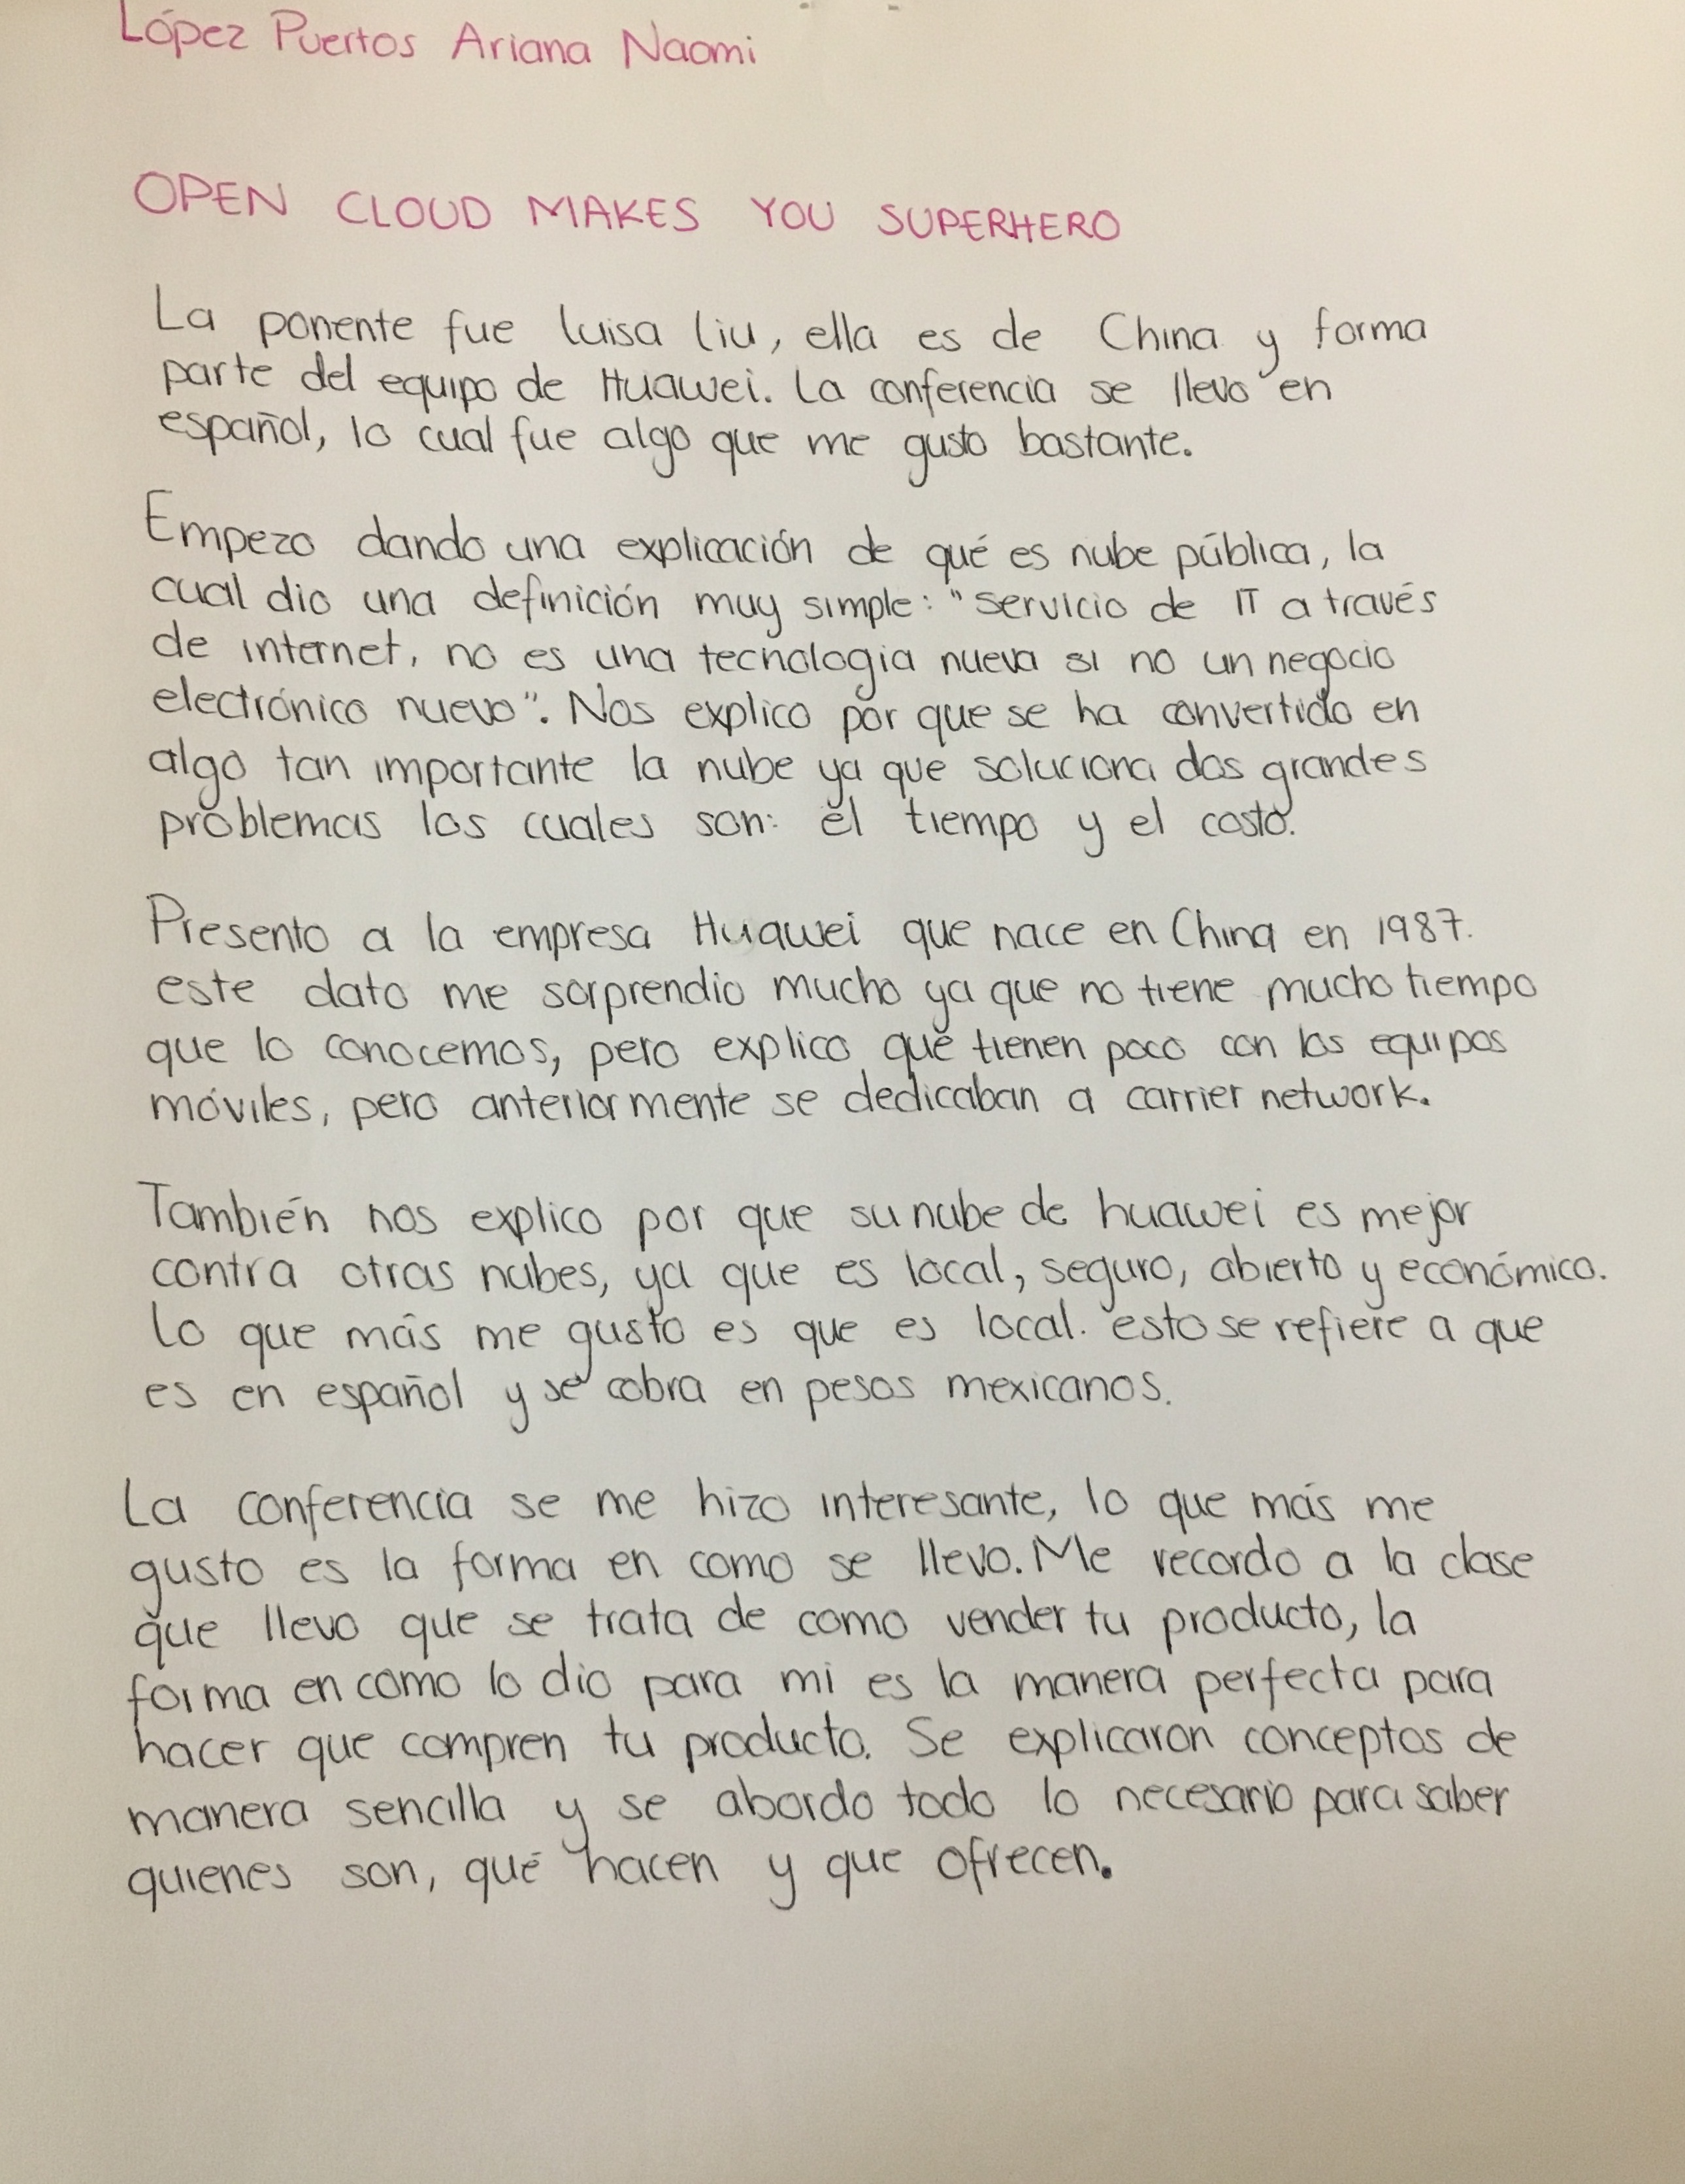 López Puertos Ariana Naomi
OPEN CLOUD MAKES YOU SUPERHERO
La ponente fue luisa liu, ella es de China y forma
parte del equipo de Huawei. La conferencia se llevo en
español, lo cual fue algo que me gusto bastante.
Empezo dando una explicación de qué es nube pública, la
cual dio una definición muy simple: "servicio de IT a través
de internet, no es una tecnologia nueva si no un negocio
electrónico nuevo". Nos explico por que se ha convertido en
algo tan importante la nube ya que soluciona dos grandes
problemas los cuales son: el tiempo y el costo.
Presento a la empresa Huawei que nace en China en 1987.
este dato me sorprendio mucho ya que no tiene mucho tiempo
que lo conocemos, pero explico que tienen poco con los equipos
móviles, pero anteriormente se dedicaban a carrier network.
También nos explico por que su nube de huawei es mejor
contra otras nubes, ya que es local, seguro, abierto y económico.
Lo que más me gusto es que es local. esto se refiere a que
es en español y se cobra en pesos mexicanos.
La conferencia se me hizo interesante, lo que más me
gusto es la forma en como se llevo. Me recordo a la clase
que llevo que se trata de como vender tu producto, la
forma en como lo dio para mi es la manera perfecta para
hacer que compren tu producto. Se explicaron conceptos de
manera sencilla y se abordo todo lo necesario para saber
quienes son, qué hacen y que ofrecen.